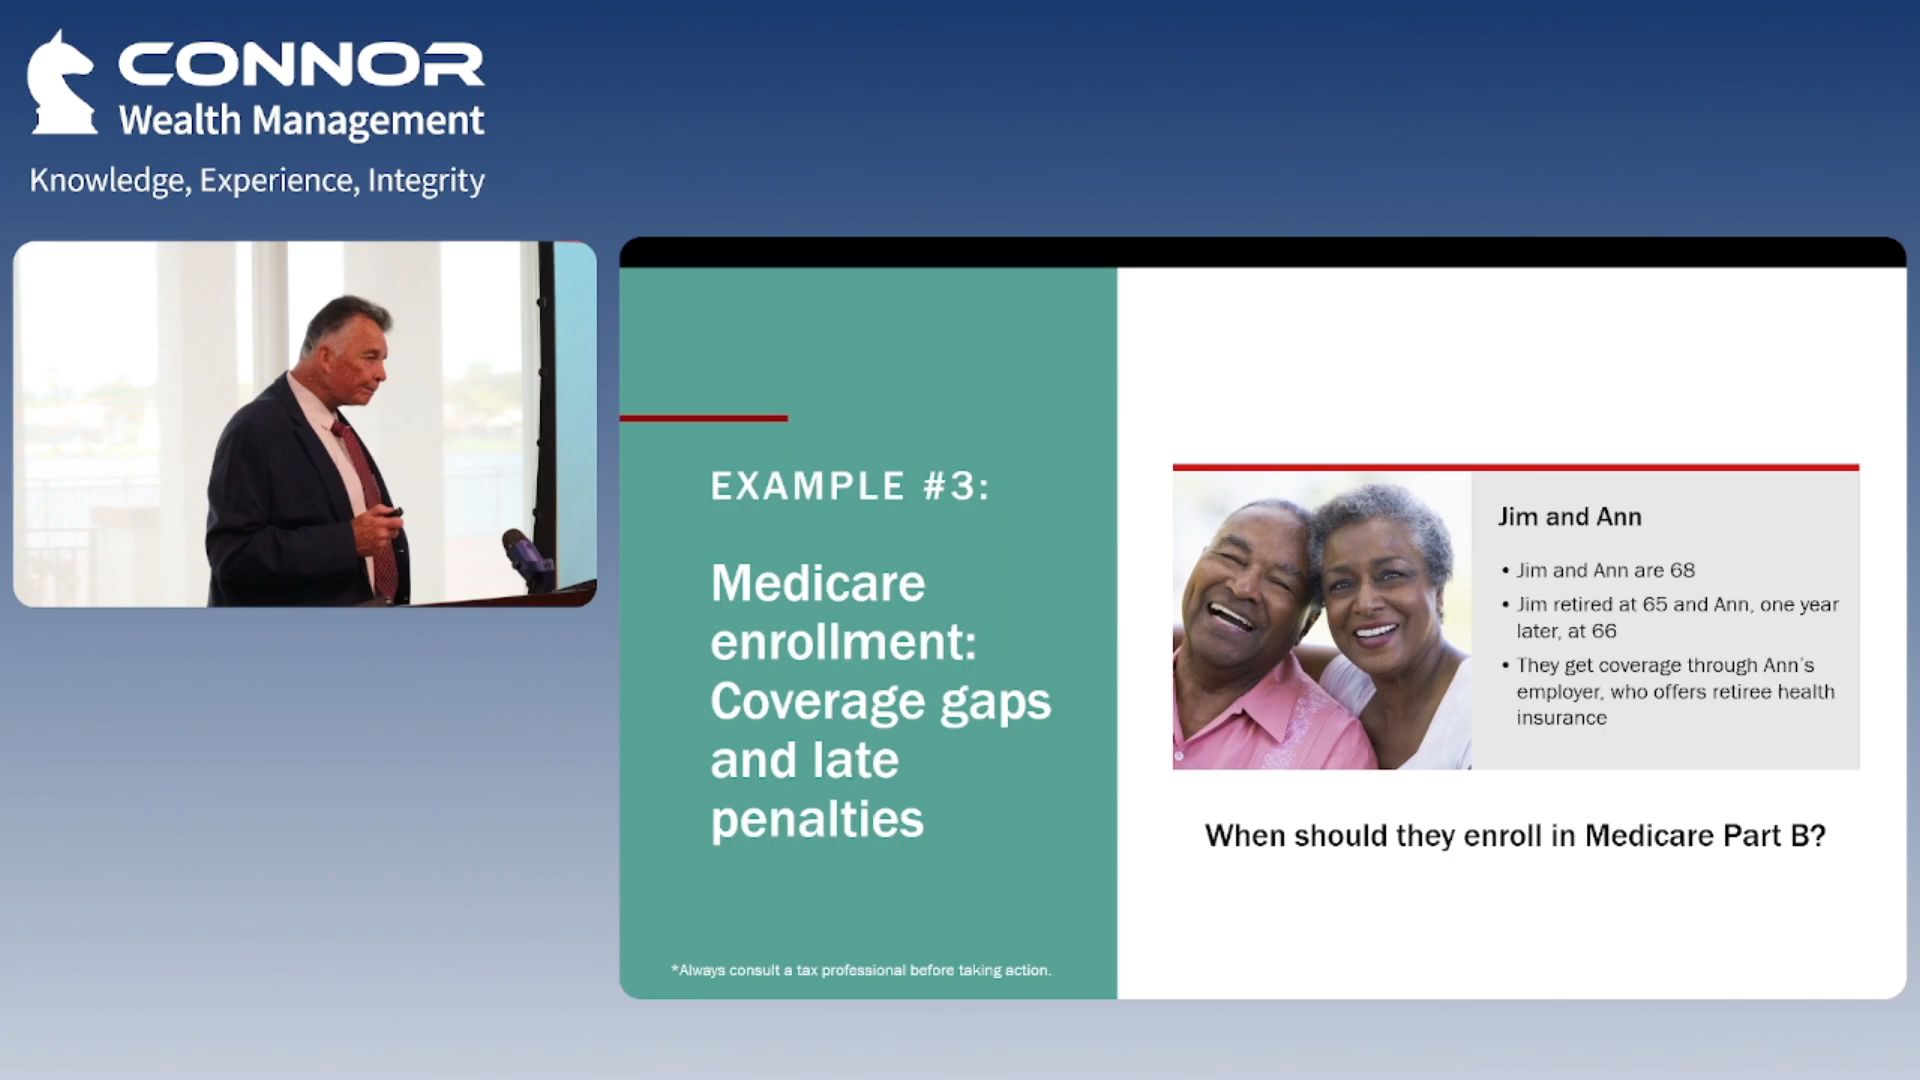 CONNOR
Wealth Management
Knowledge, Experience, Integrity
EXAMPLE #3:
Medicare
enrollment:
Coverage gaps
and late
penalties
*Always consult a tax professional before taking action.
Jim and Ann
• Jim and Ann are 68
• Jim retired at 65 and Ann, one year
later, at 66
• They get coverage through Ann's
employer, who offers retiree health
insurance
When should they enroll in Medicare Part B?